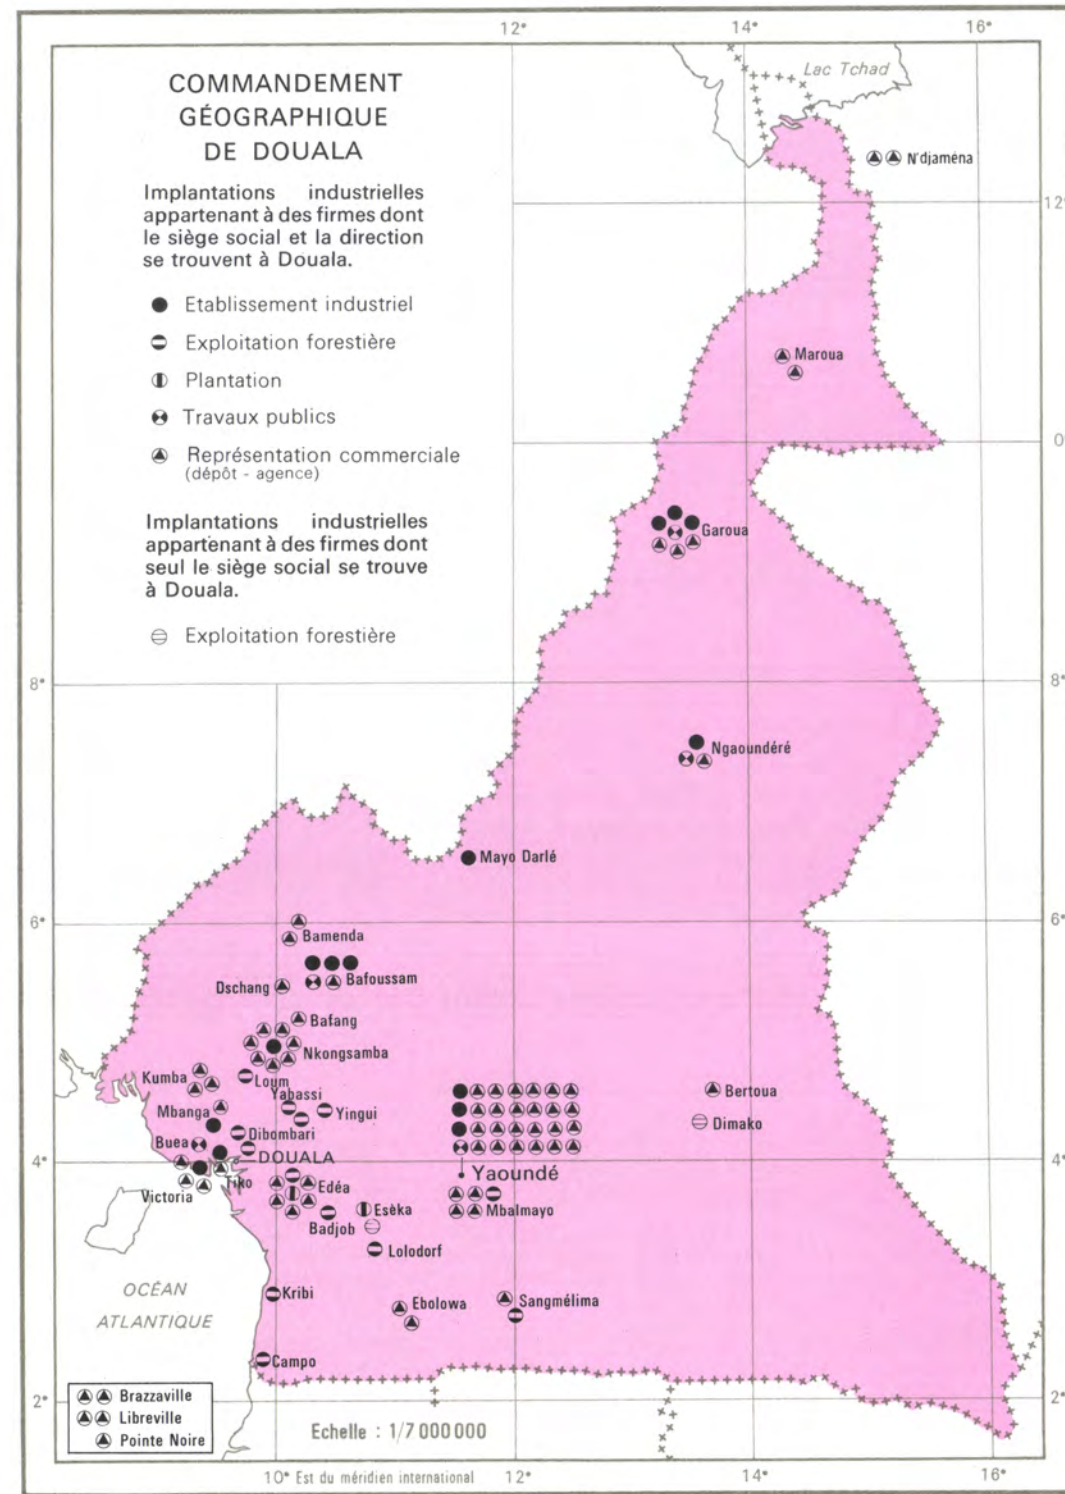 12°
14°
16°
COMMANDEMENT
GÉOGRAPHIQUE
DE DOUALA
Implantations industrielles
appartenant à des firmes dont
le siège social et la direction
se trouvent à Douala.
Etablissement industriel
Exploitation forestière
Plantation
Travaux publics
Représentation commerciale
(dépôt - agence)
Implantations industrielles
appartenant à des firmes dont
seul le siège social se trouve
à Douala.
Exploitation forestière
Lac Tchad
N'djaména
12°
Maroua
0°
Garoua
8°
8°
Ngaoundéré
Mayo Darlé
6°
6°
Bamenda
Bafoussam
Dschang
Bafang
Nkongsamba
Kumba
Loum
Yabassi
Yingui
Mbanga
Dibombari
Buea
DOUALA
Bertoua
Dimako
4°
4°
Yaoundé
Tiko
Victoria
Edéa
Esèka
Mbalmayo
Badjob
Lolodorf
OCÉAN
ATLANTIQUE
Kribi
Ebolowa
Sangmélima
Campo
2°
2°
Brazzaville
Libreville
Pointe Noire
Echelle : 1/7 000 000
10° Est du méridien international
12°
14°
16°